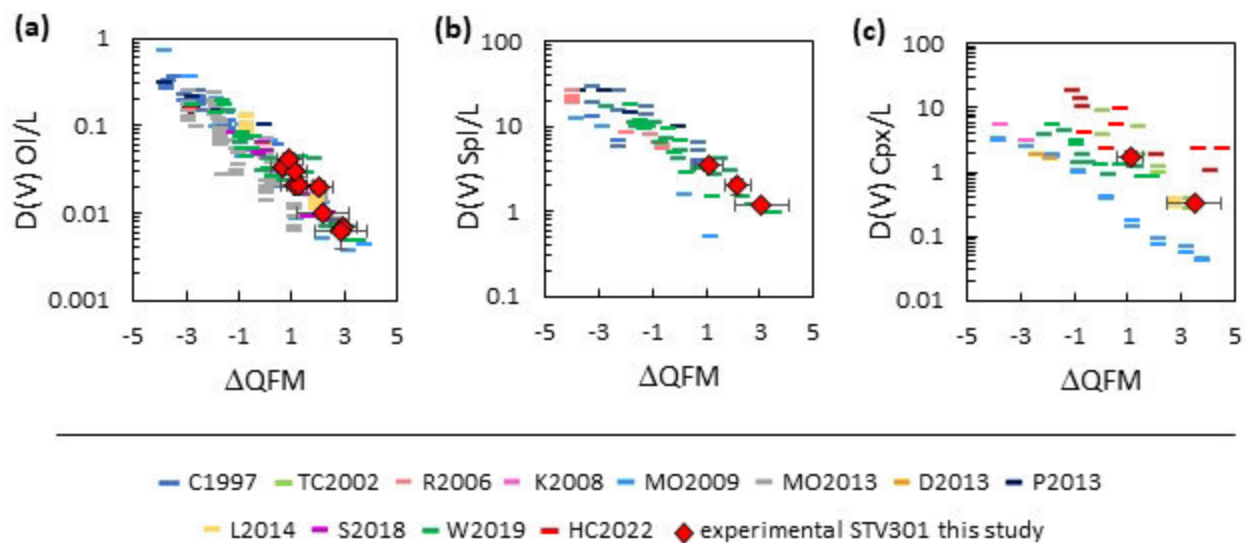 (a)
D(V) Ol/L
1
0.1
0.01
0.001
-5 -3 -1 1 3 5
ΔQFM
(b)
D(V) Spl/L
100
10
1
0.1
-5 -3 -1 1 3 5
ΔQFM
(c)
D(V) Cpx/L
100
10
1
0.1
0.01
-5 -3 -1 1 3 5
ΔQFM
C1997 TC2002 R2006 K2008 MO2009 MO2013 D2013 P2013
L2014 S2018 W2019 HC2022 experimental STV301 this study